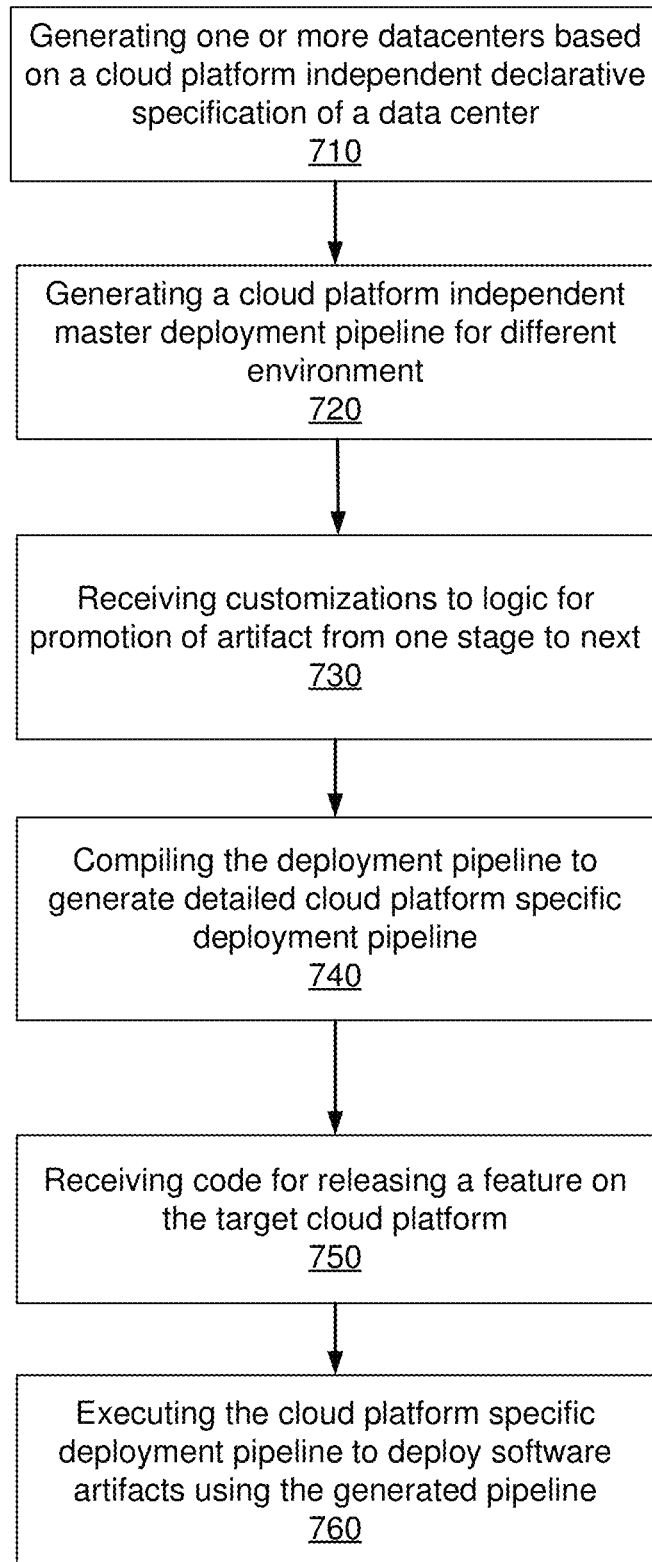 Generating one or more datacenters based
on a cloud platform independent declarative
specification of a data center
710
Generating a cloud platform independent
master deployment pipeline for different
environment
720
Receiving customizations to logic for
promotion of artifact from one stage to next
730
Compiling the deployment pipeline to
generate detailed cloud platform specific
deployment pipeline
740
Receiving code for releasing a feature on
the target cloud platform
750
Executing the cloud platform specific
deployment pipeline to deploy software
artifacts using the generated pipeline
760